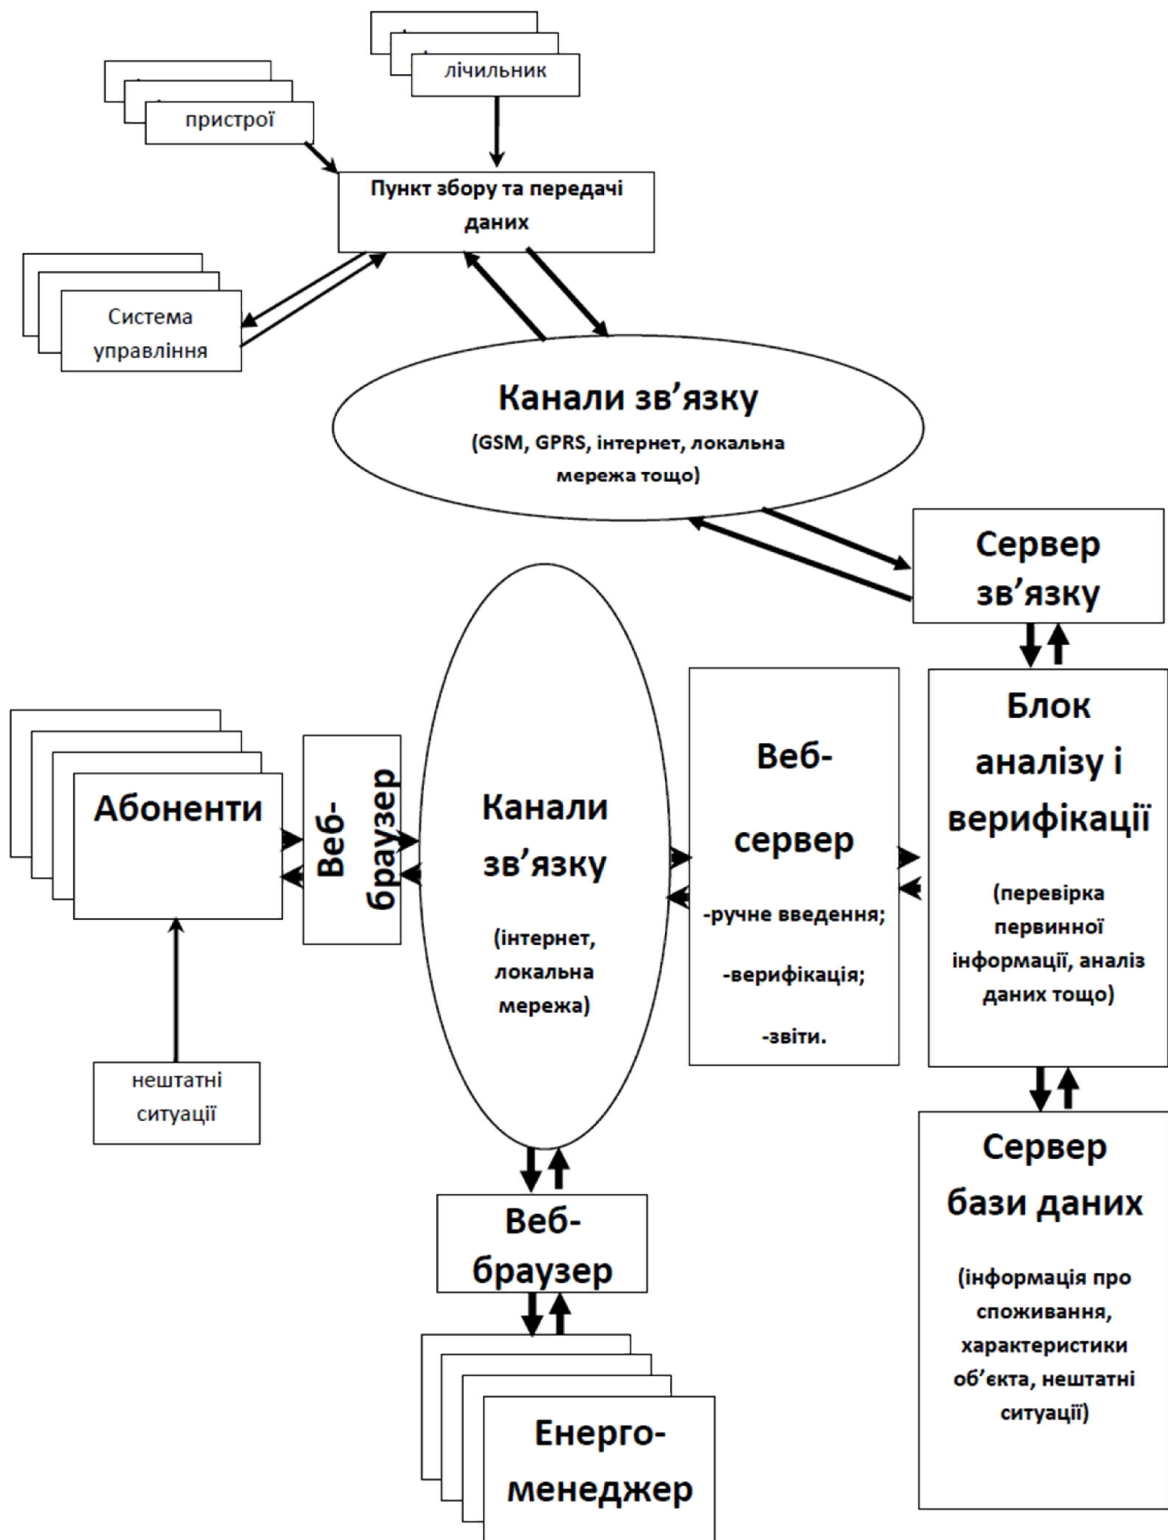 лічильник
пристрої
Пункт збору та передачі
даних
Система
управління
Канали зв’язку
(GSM, GPRS, інтернет, локальна
мережа тощо)
Сервер
зв’язку
Блок
аналізу і
верифікації
(перевірка
первинної
інформації, аналіз
даних тощо)
Веб-
сервер
-ручне введення;
-верифікація;
-звіти.
Канали
зв’язку
(інтернет,
локальна
мережа)
Веб-
браузер
Абоненти
нештатні
ситуації
Сервер
бази даних
(інформація про
споживання,
характеристики
об’єкта, нештатні
ситуації)
Веб-
браузер
Енерго-
менеджер